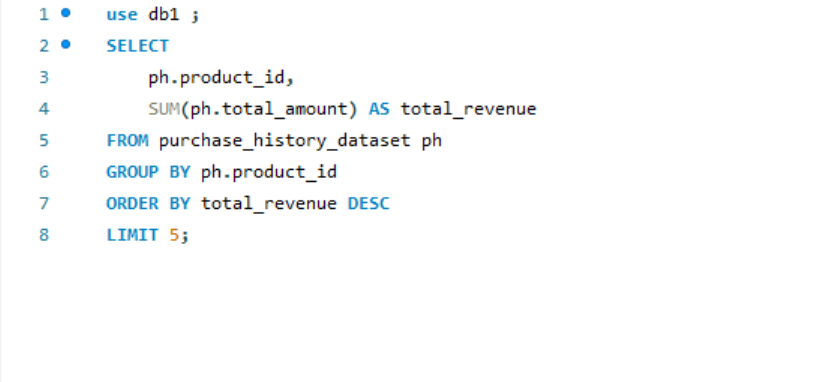 1 use db1 ;
2 SELECT
3 ph.product_id,
4 SUM(ph.total_amount) AS total_revenue
5 FROM purchase_history_dataset ph
6 GROUP BY ph.product_id
7 ORDER BY total_revenue DESC
8 LIMIT 5;